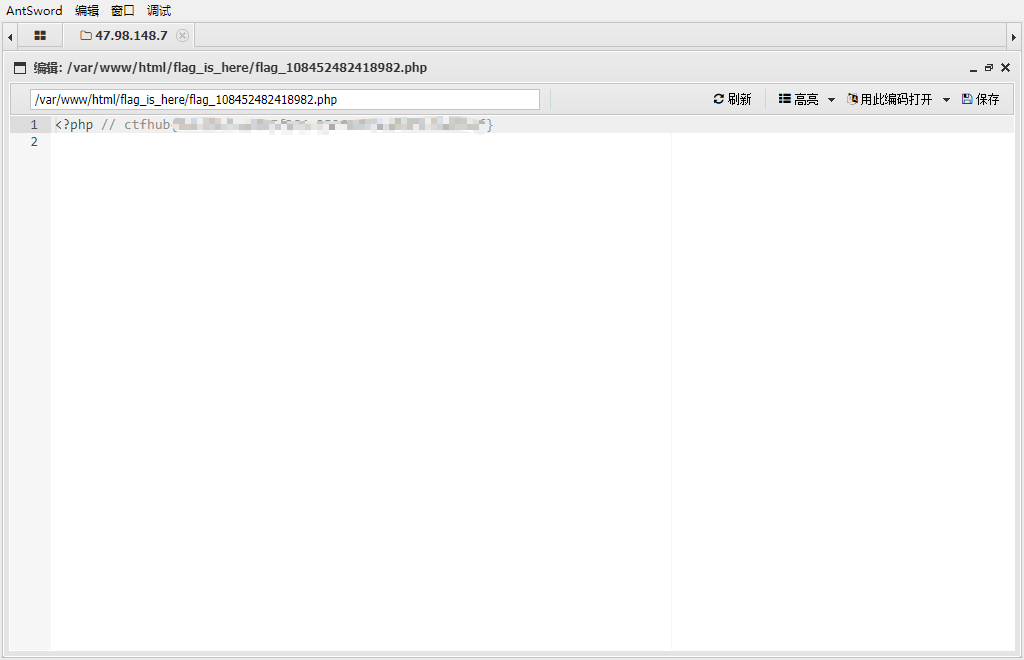 AntSword 编辑 窗口 调试
47.98.148.7
编辑: /var/www/html/flag_is_here/flag_108452482418982.php
/var/www/html/flag_is_here/flag_108452482418982.php 刷新 高亮 用此编码打开 保存
1 <?php // ctfhub{ }
2